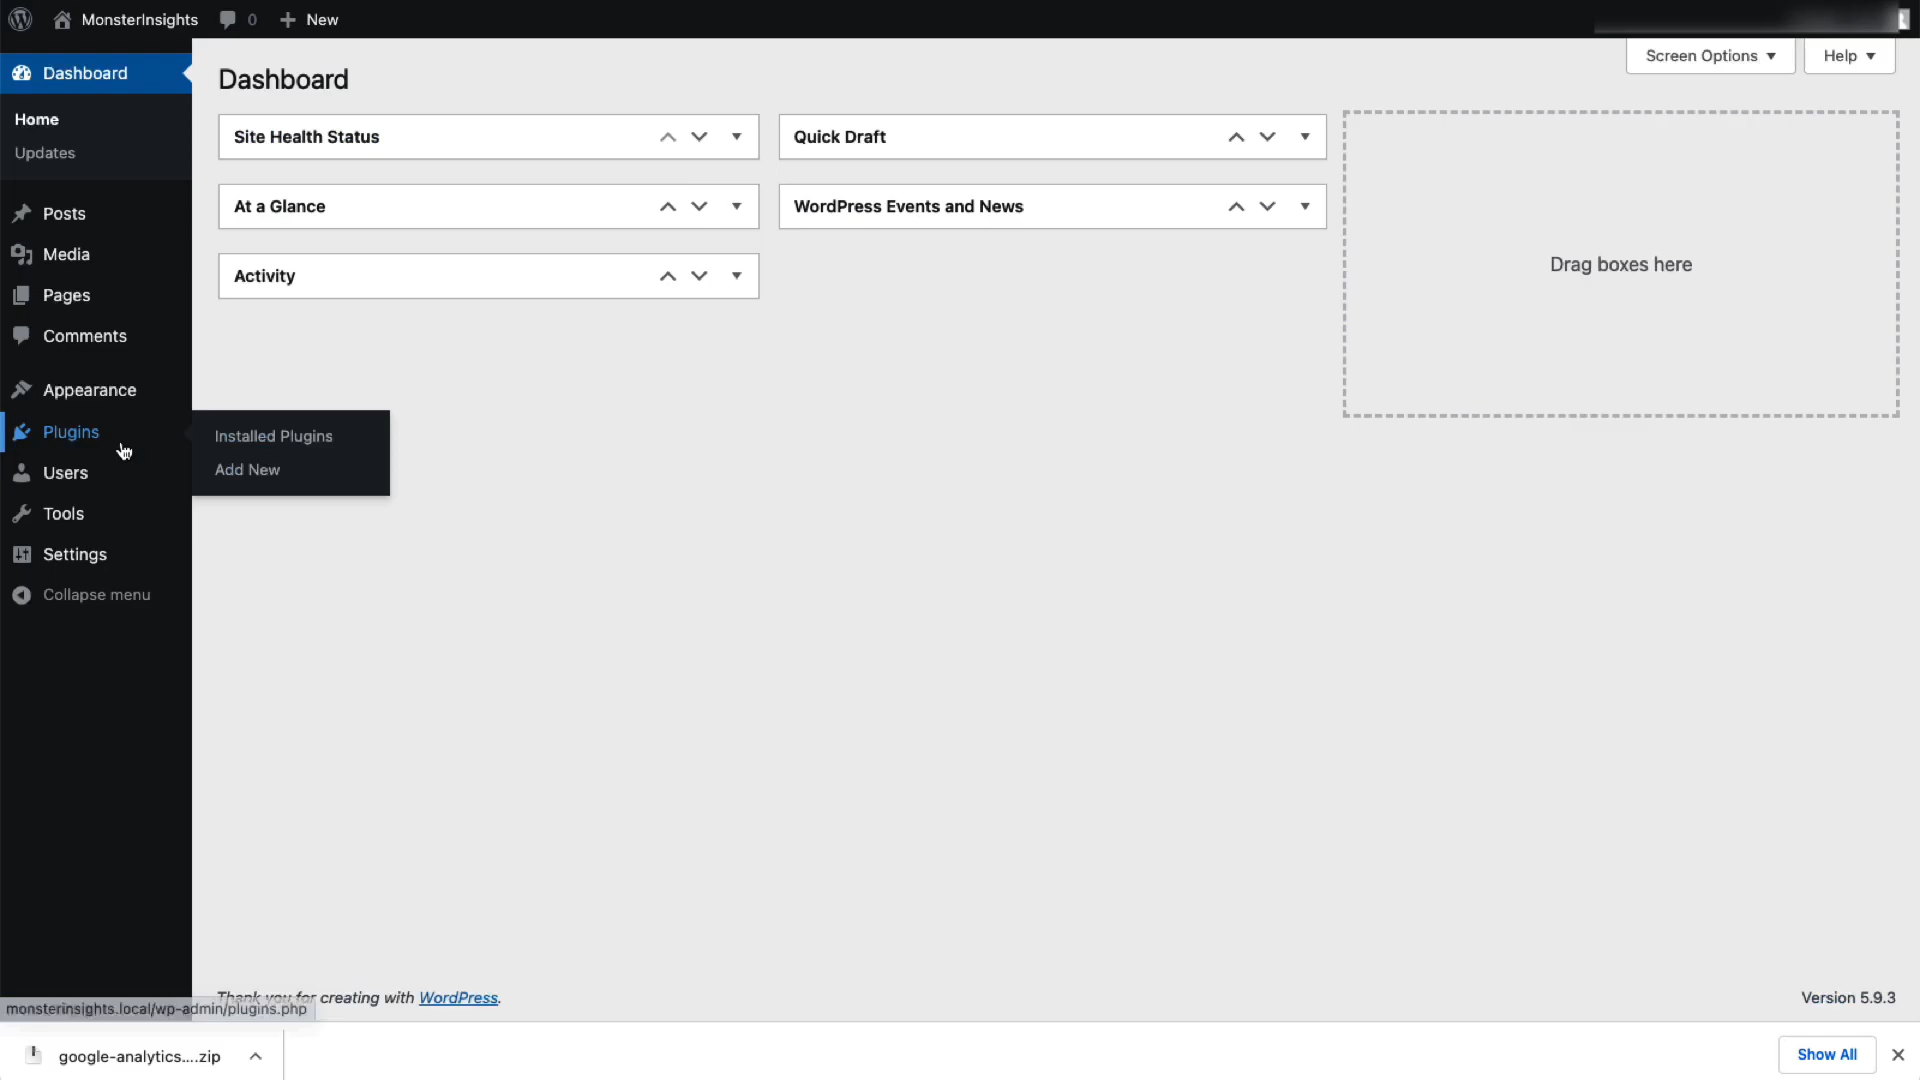 MonsterInsights 0 New
Screen Options Help
Dashboard
Home
Updates
Posts
Media
Pages
Comments
Appearance
Plugins
Users
Tools
Settings
Collapse menu
Installed Plugins
Add New
Dashboard
Site Health Status
At a Glance
Activity
Quick Draft
WordPress Events and News
Drag boxes here
Thank you for creating with WordPress.
Version 5.9.3
monsterinsights.local/wp-admin/plugins.php
google-analytics....zip
Show All